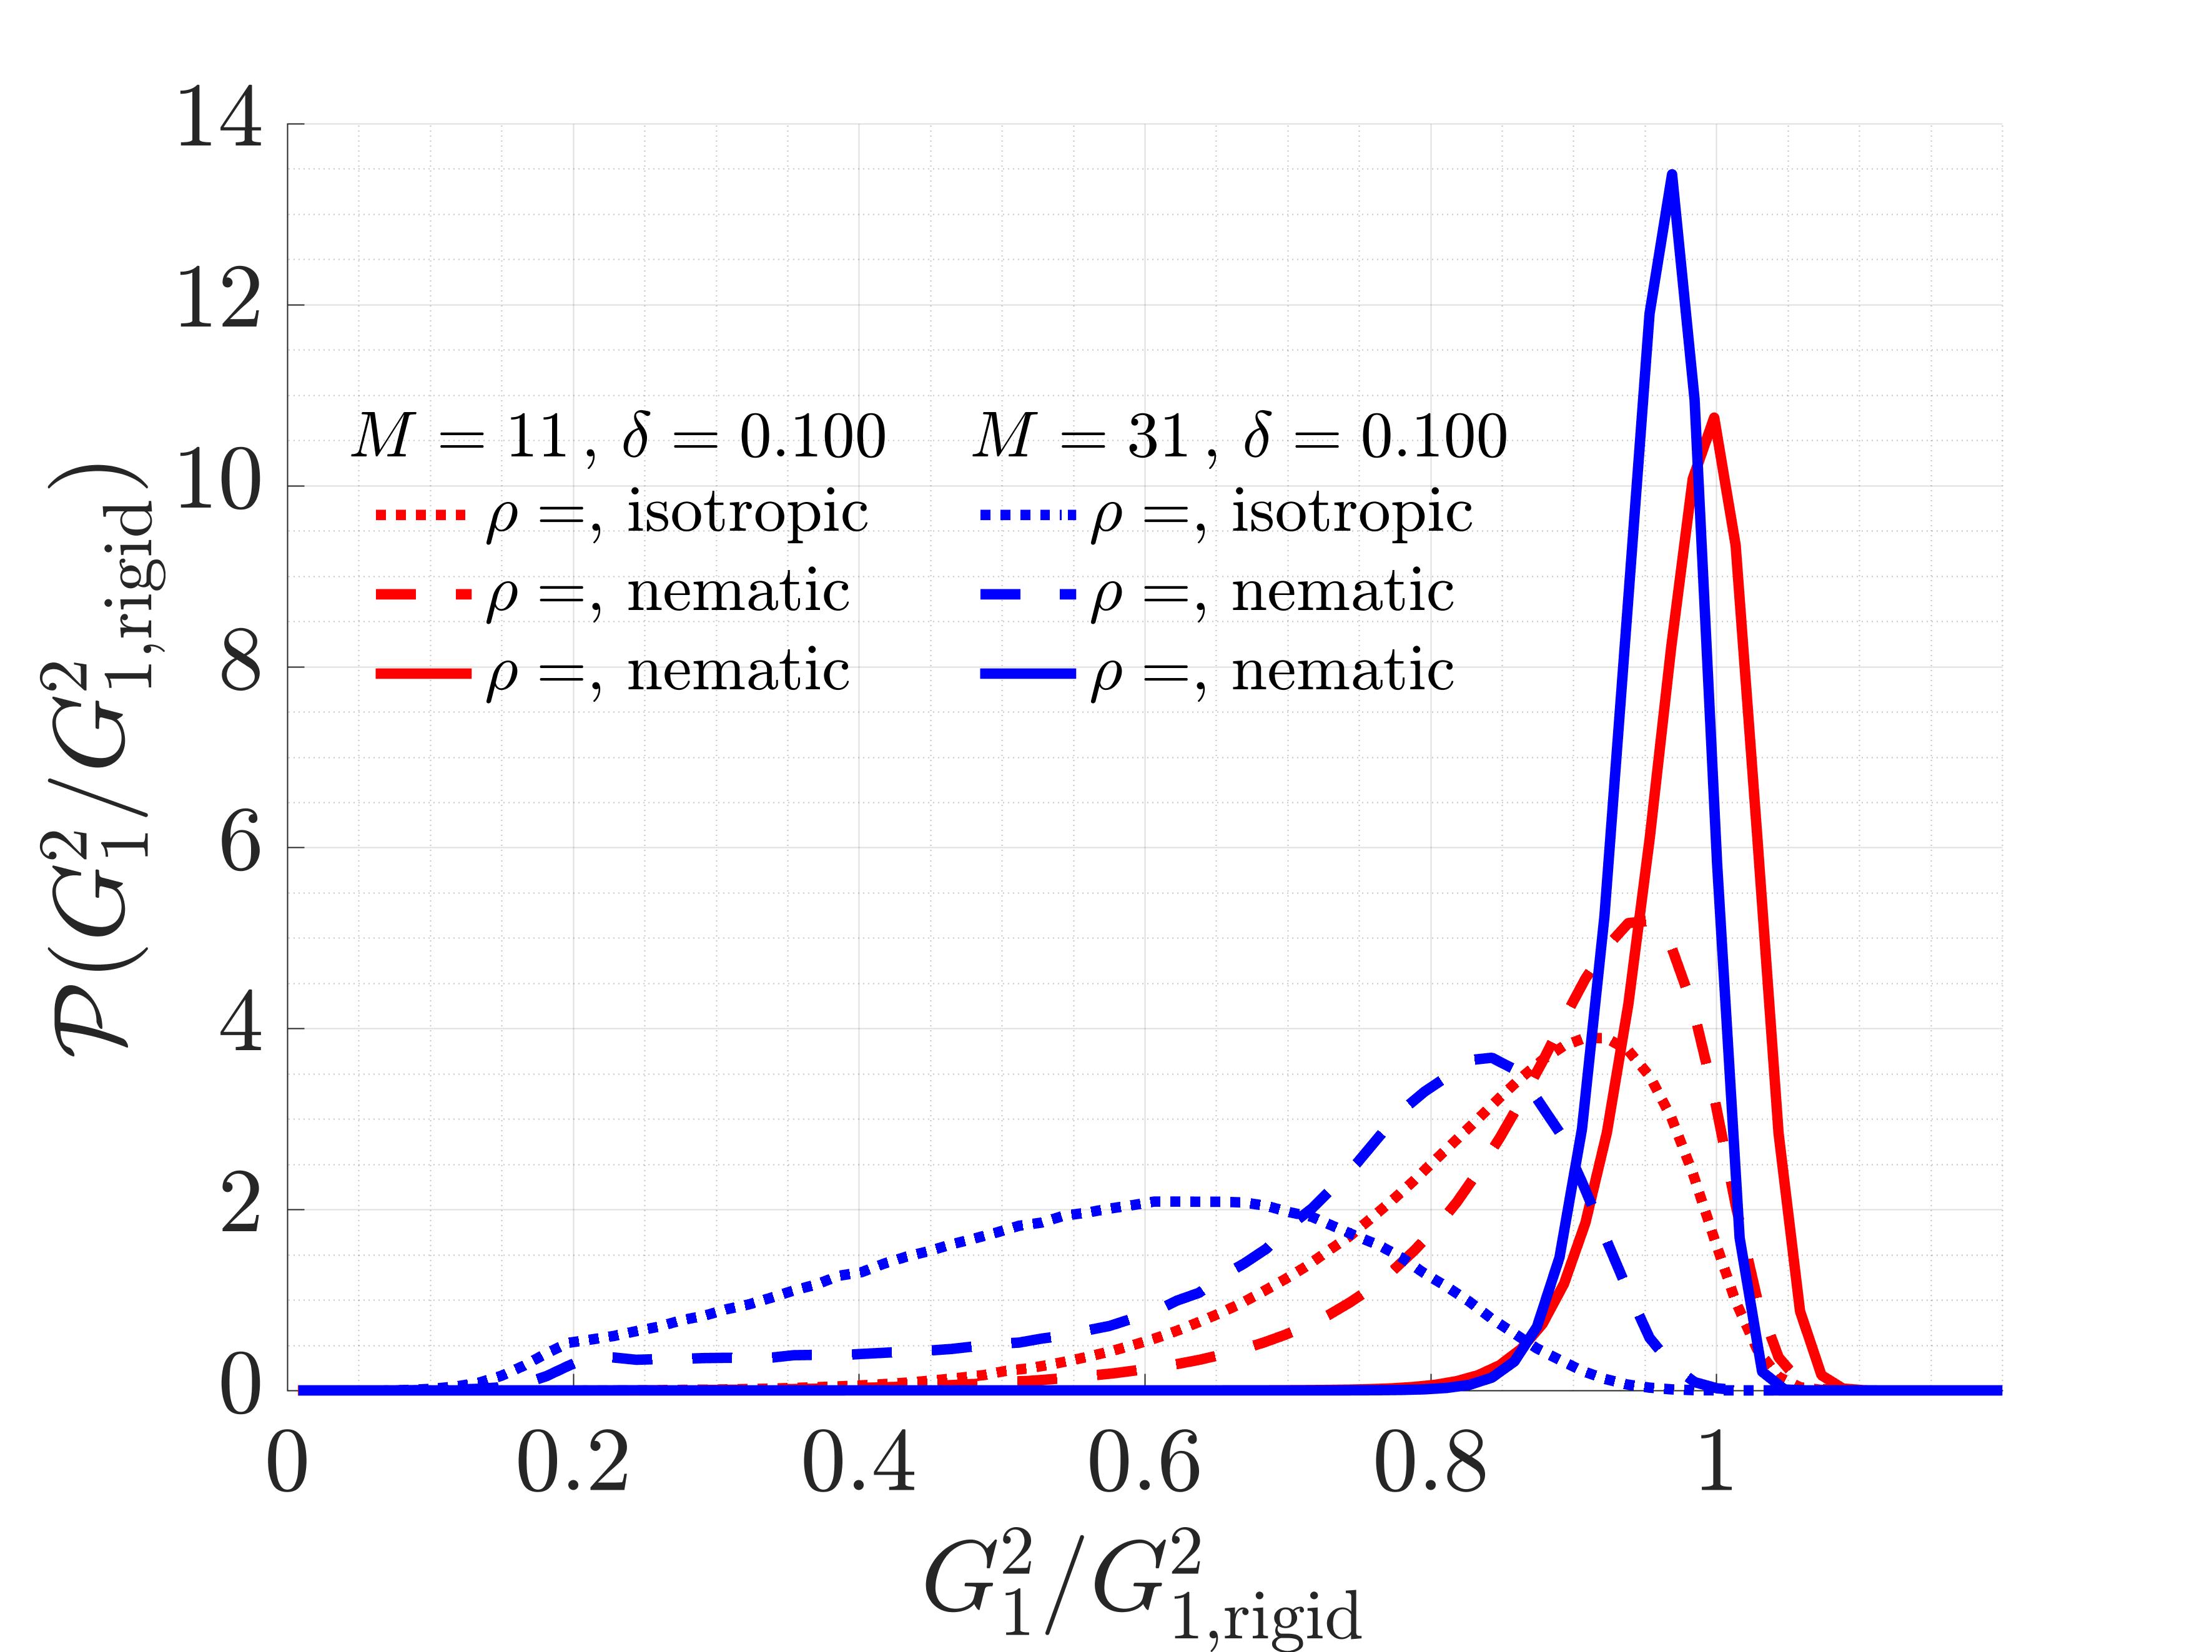 14
12
10
8
6
4
2
0
0 0.2 0.4 0.6 0.8 1
𝒫(G₁²/G²₁,rigid)
M = 11 , δ = 0.100
ρ =, isotropic
ρ =, nematic
ρ =, nematic
M = 31 , δ = 0.100
ρ =, isotropic
ρ =, nematic
ρ =, nematic
G₁²/G²₁,rigid